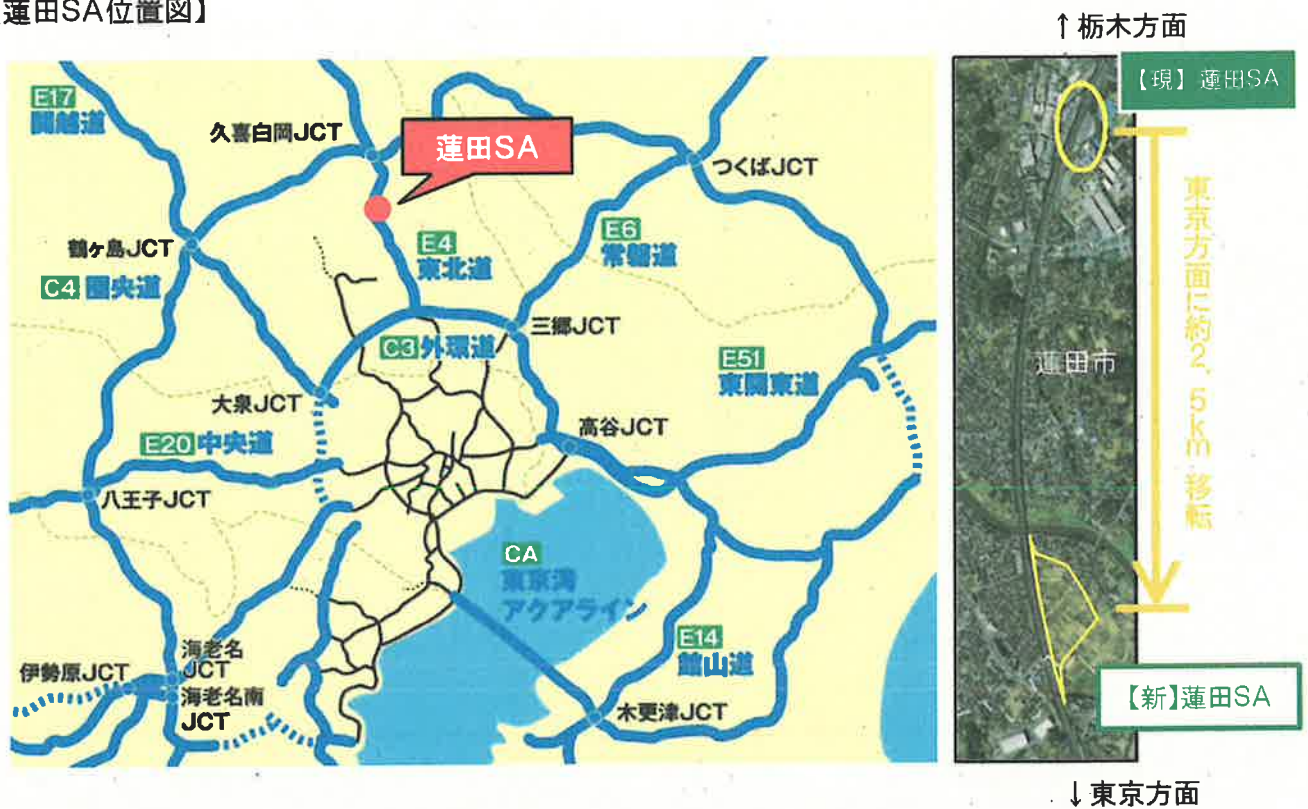 蓮田SA位置図】
↑栃木方面
E17
関越道
久喜白岡JCT
蓮田SA
つくばJCT
鶴ヶ島JCT
C4 圏央道
E4
東北道
E6
常磐道
三郷JCT
C3 外環道
E51
東関東道
大泉JCT
E20 中央道
高谷JCT
八王子JCT
CA
東京湾
アクアライン
E14
館山道
海老名
JCT
伊勢原JCT
海老名南
JCT
木更津JCT
【現】蓮田SA
東京方面に約2.5km移転
蓮田市
【新】蓮田SA
↓東京方面